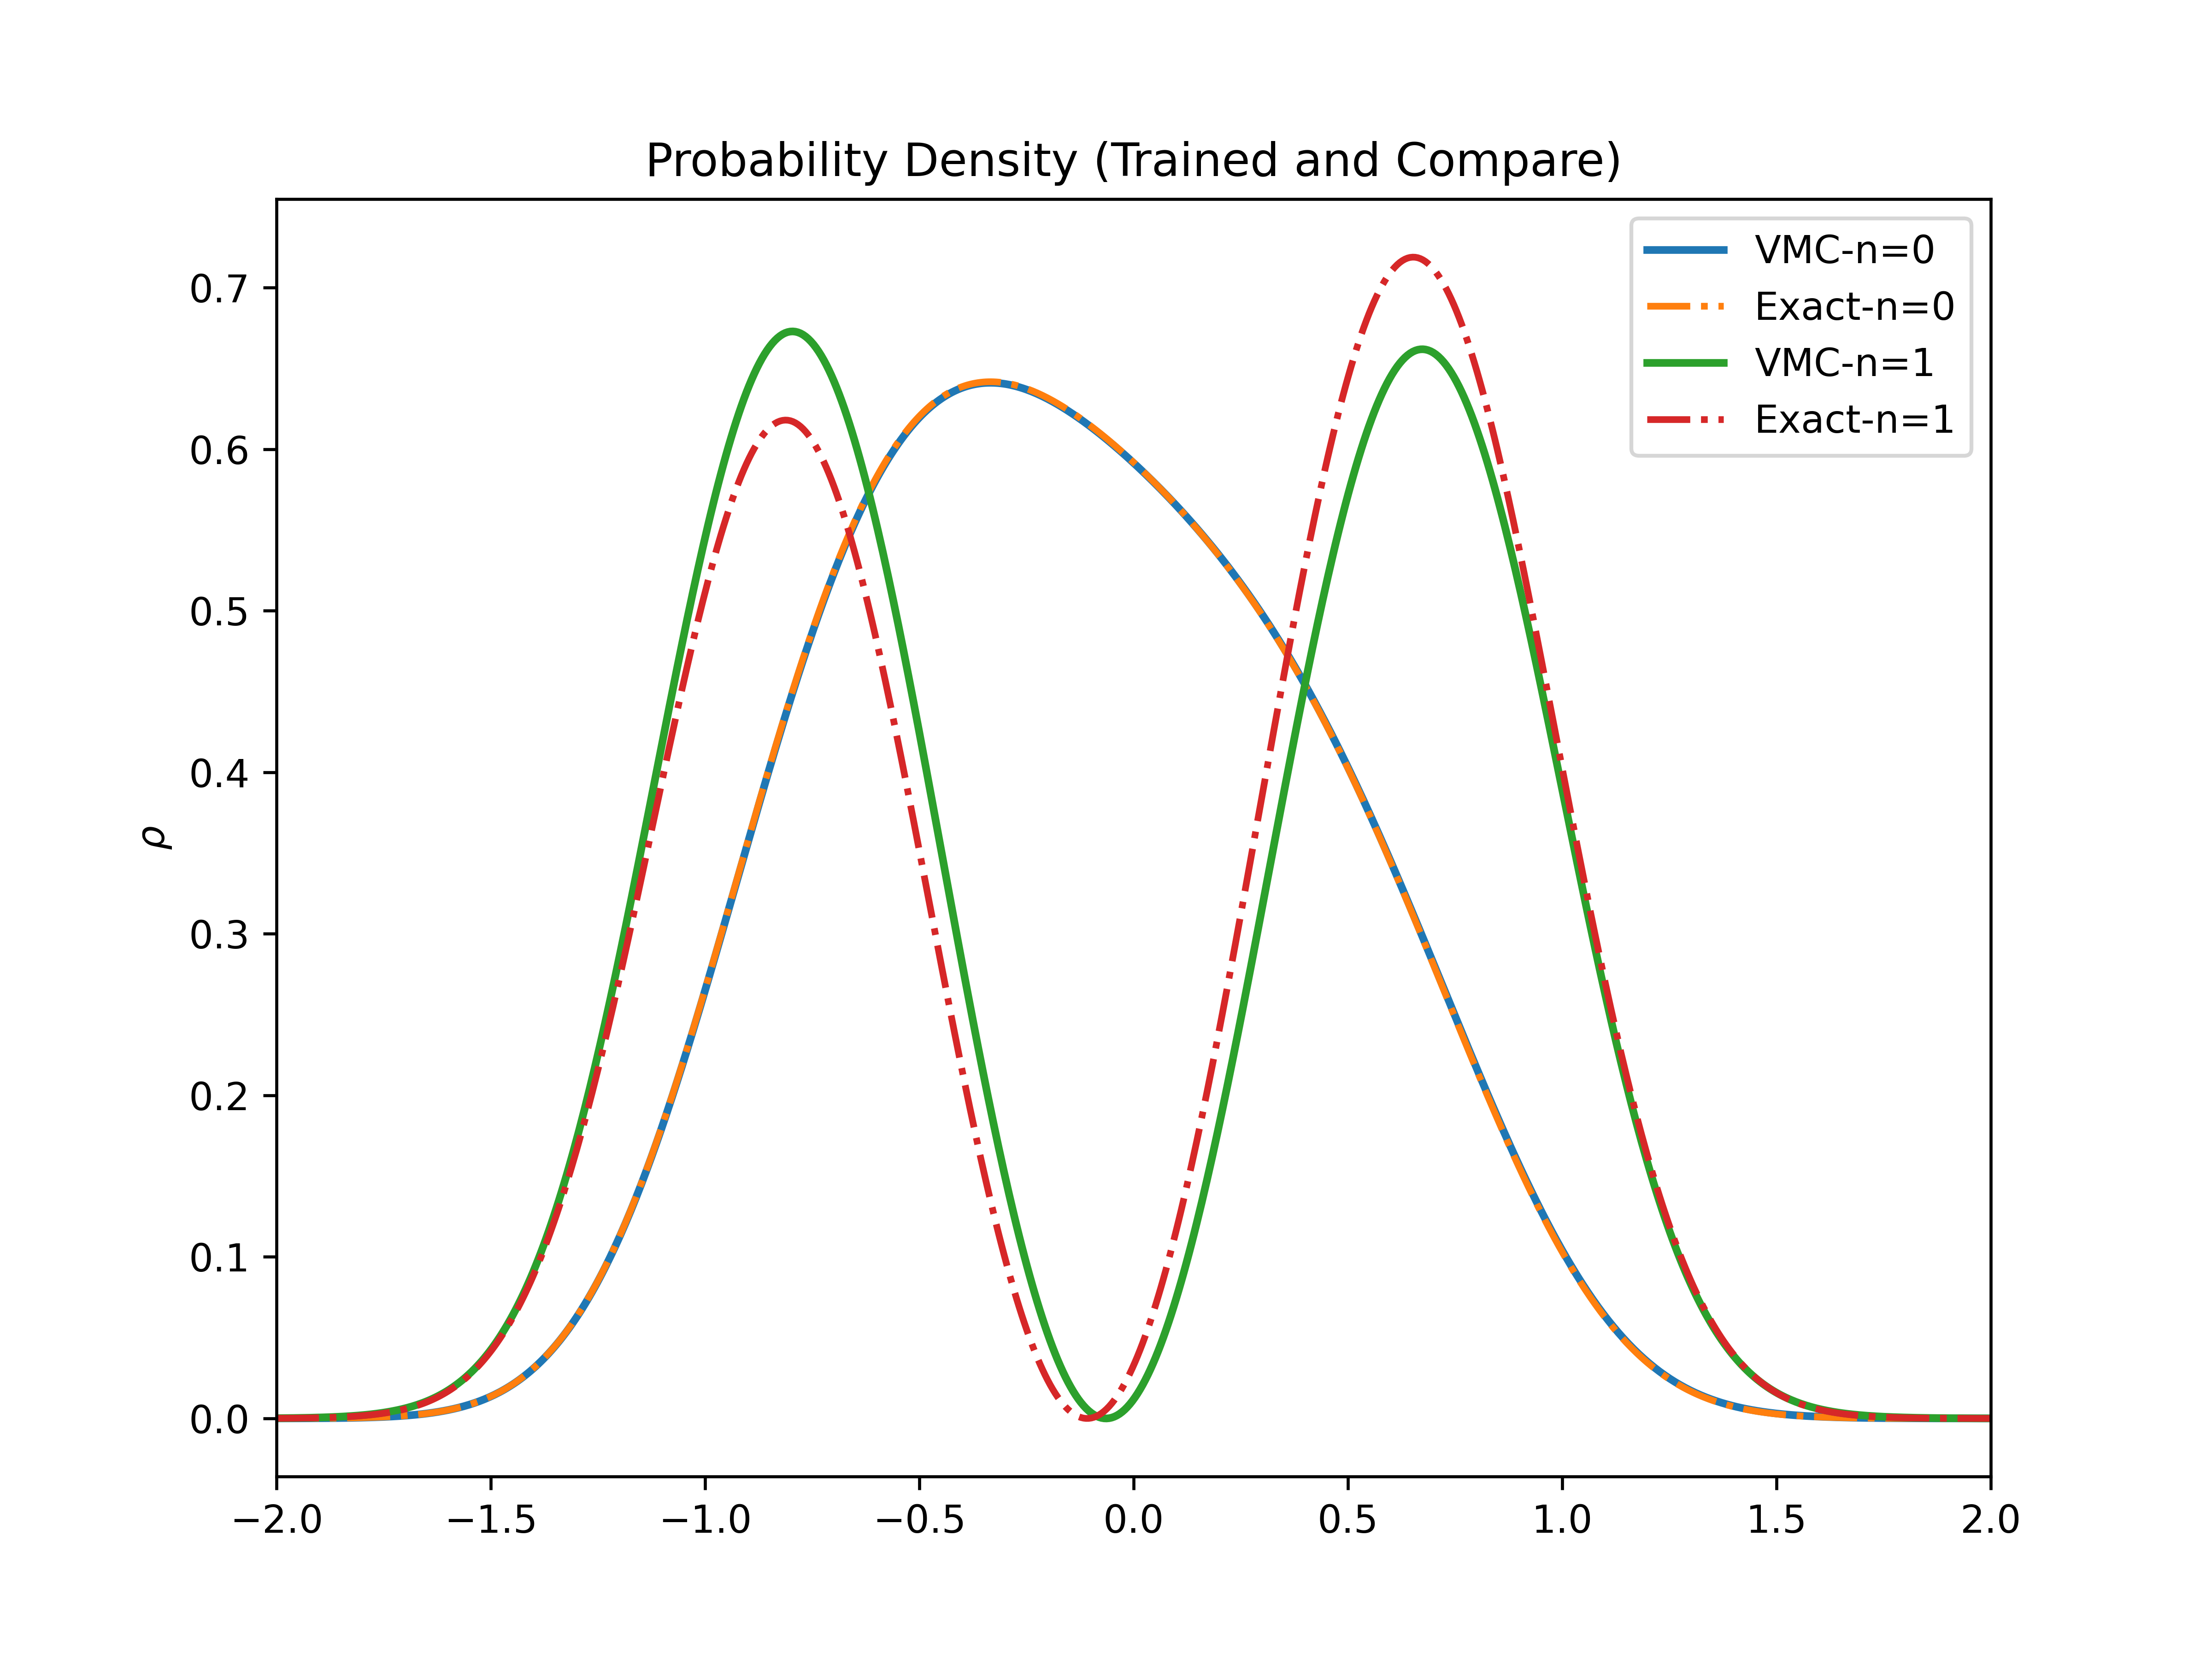 Probability Density (Trained and Compare)
VMC-n=0
Exact-n=0
VMC-n=1
Exact-n=1
0.7
0.6
0.5
0.4
0.3
0.2
0.1
0.0
ρ
−2.0 −1.5 −1.0 −0.5 0.0 0.5 1.0 1.5 2.0